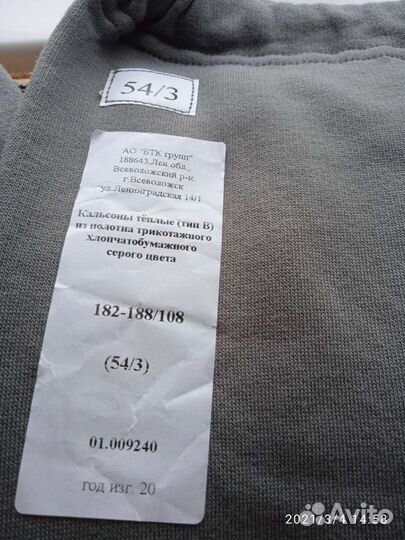 54/3
АО "БТК групп"
188643.Лен.обл.,
Всеволожский р-н.
г.Всеволожск
ул.Ленинградская 14/1
Кальсоны тёплые (тип В)
из полотна трикотажного
хлопчатобумажного
серого цвета
182-188/108
(54/3)
01.009240
год изг. 20
2021/3/4 14:58
Avito